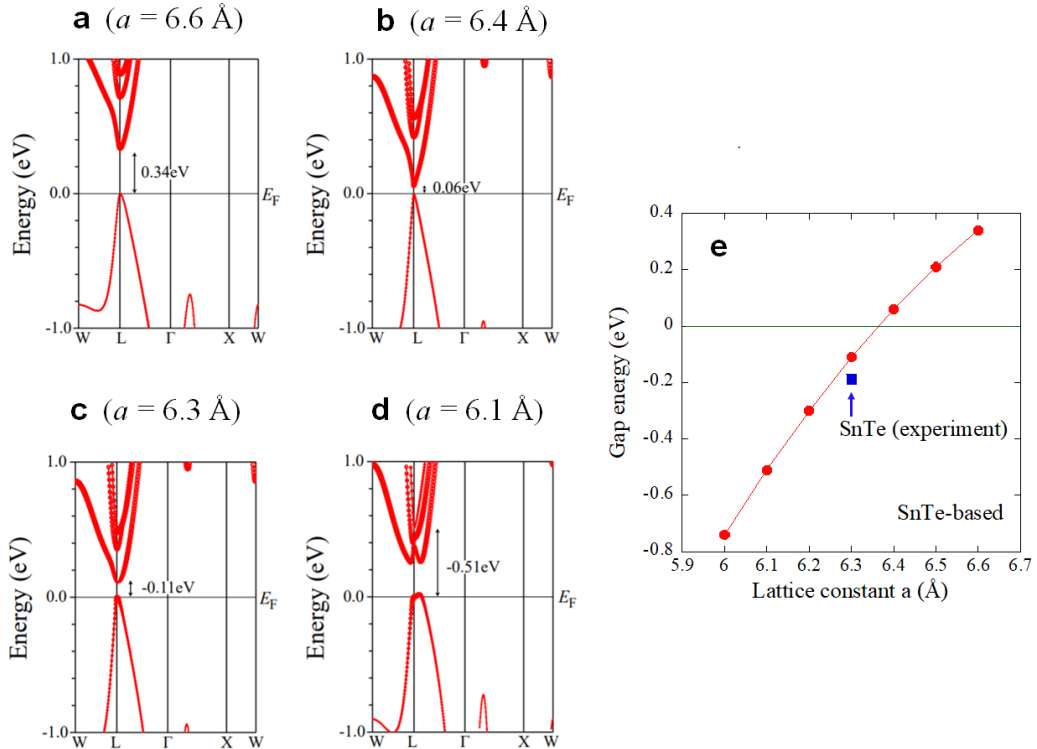 a (a = 6.6 Å)
1.0
0.0
-1.0
Energy (eV)
0.34eV
EF
W L Γ X W
b (a = 6.4 Å)
1.0
0.0
-1.0
Energy (eV)
0.06eV
EF
W L Γ X W
c (a = 6.3 Å)
1.0
0.0
-1.0
Energy (eV)
-0.11eV
EF
W L Γ X W
d (a = 6.1 Å)
1.0
0.0
-1.0
Energy (eV)
-0.51eV
EF
W L Γ X W
e
0.4
0.2
0
-0.2
-0.4
-0.6
-0.8
Gap energy (eV)
SnTe (experiment)
SnTe-based
5.9 6 6.1 6.2 6.3 6.4 6.5 6.6 6.7
Lattice constant a (Å)